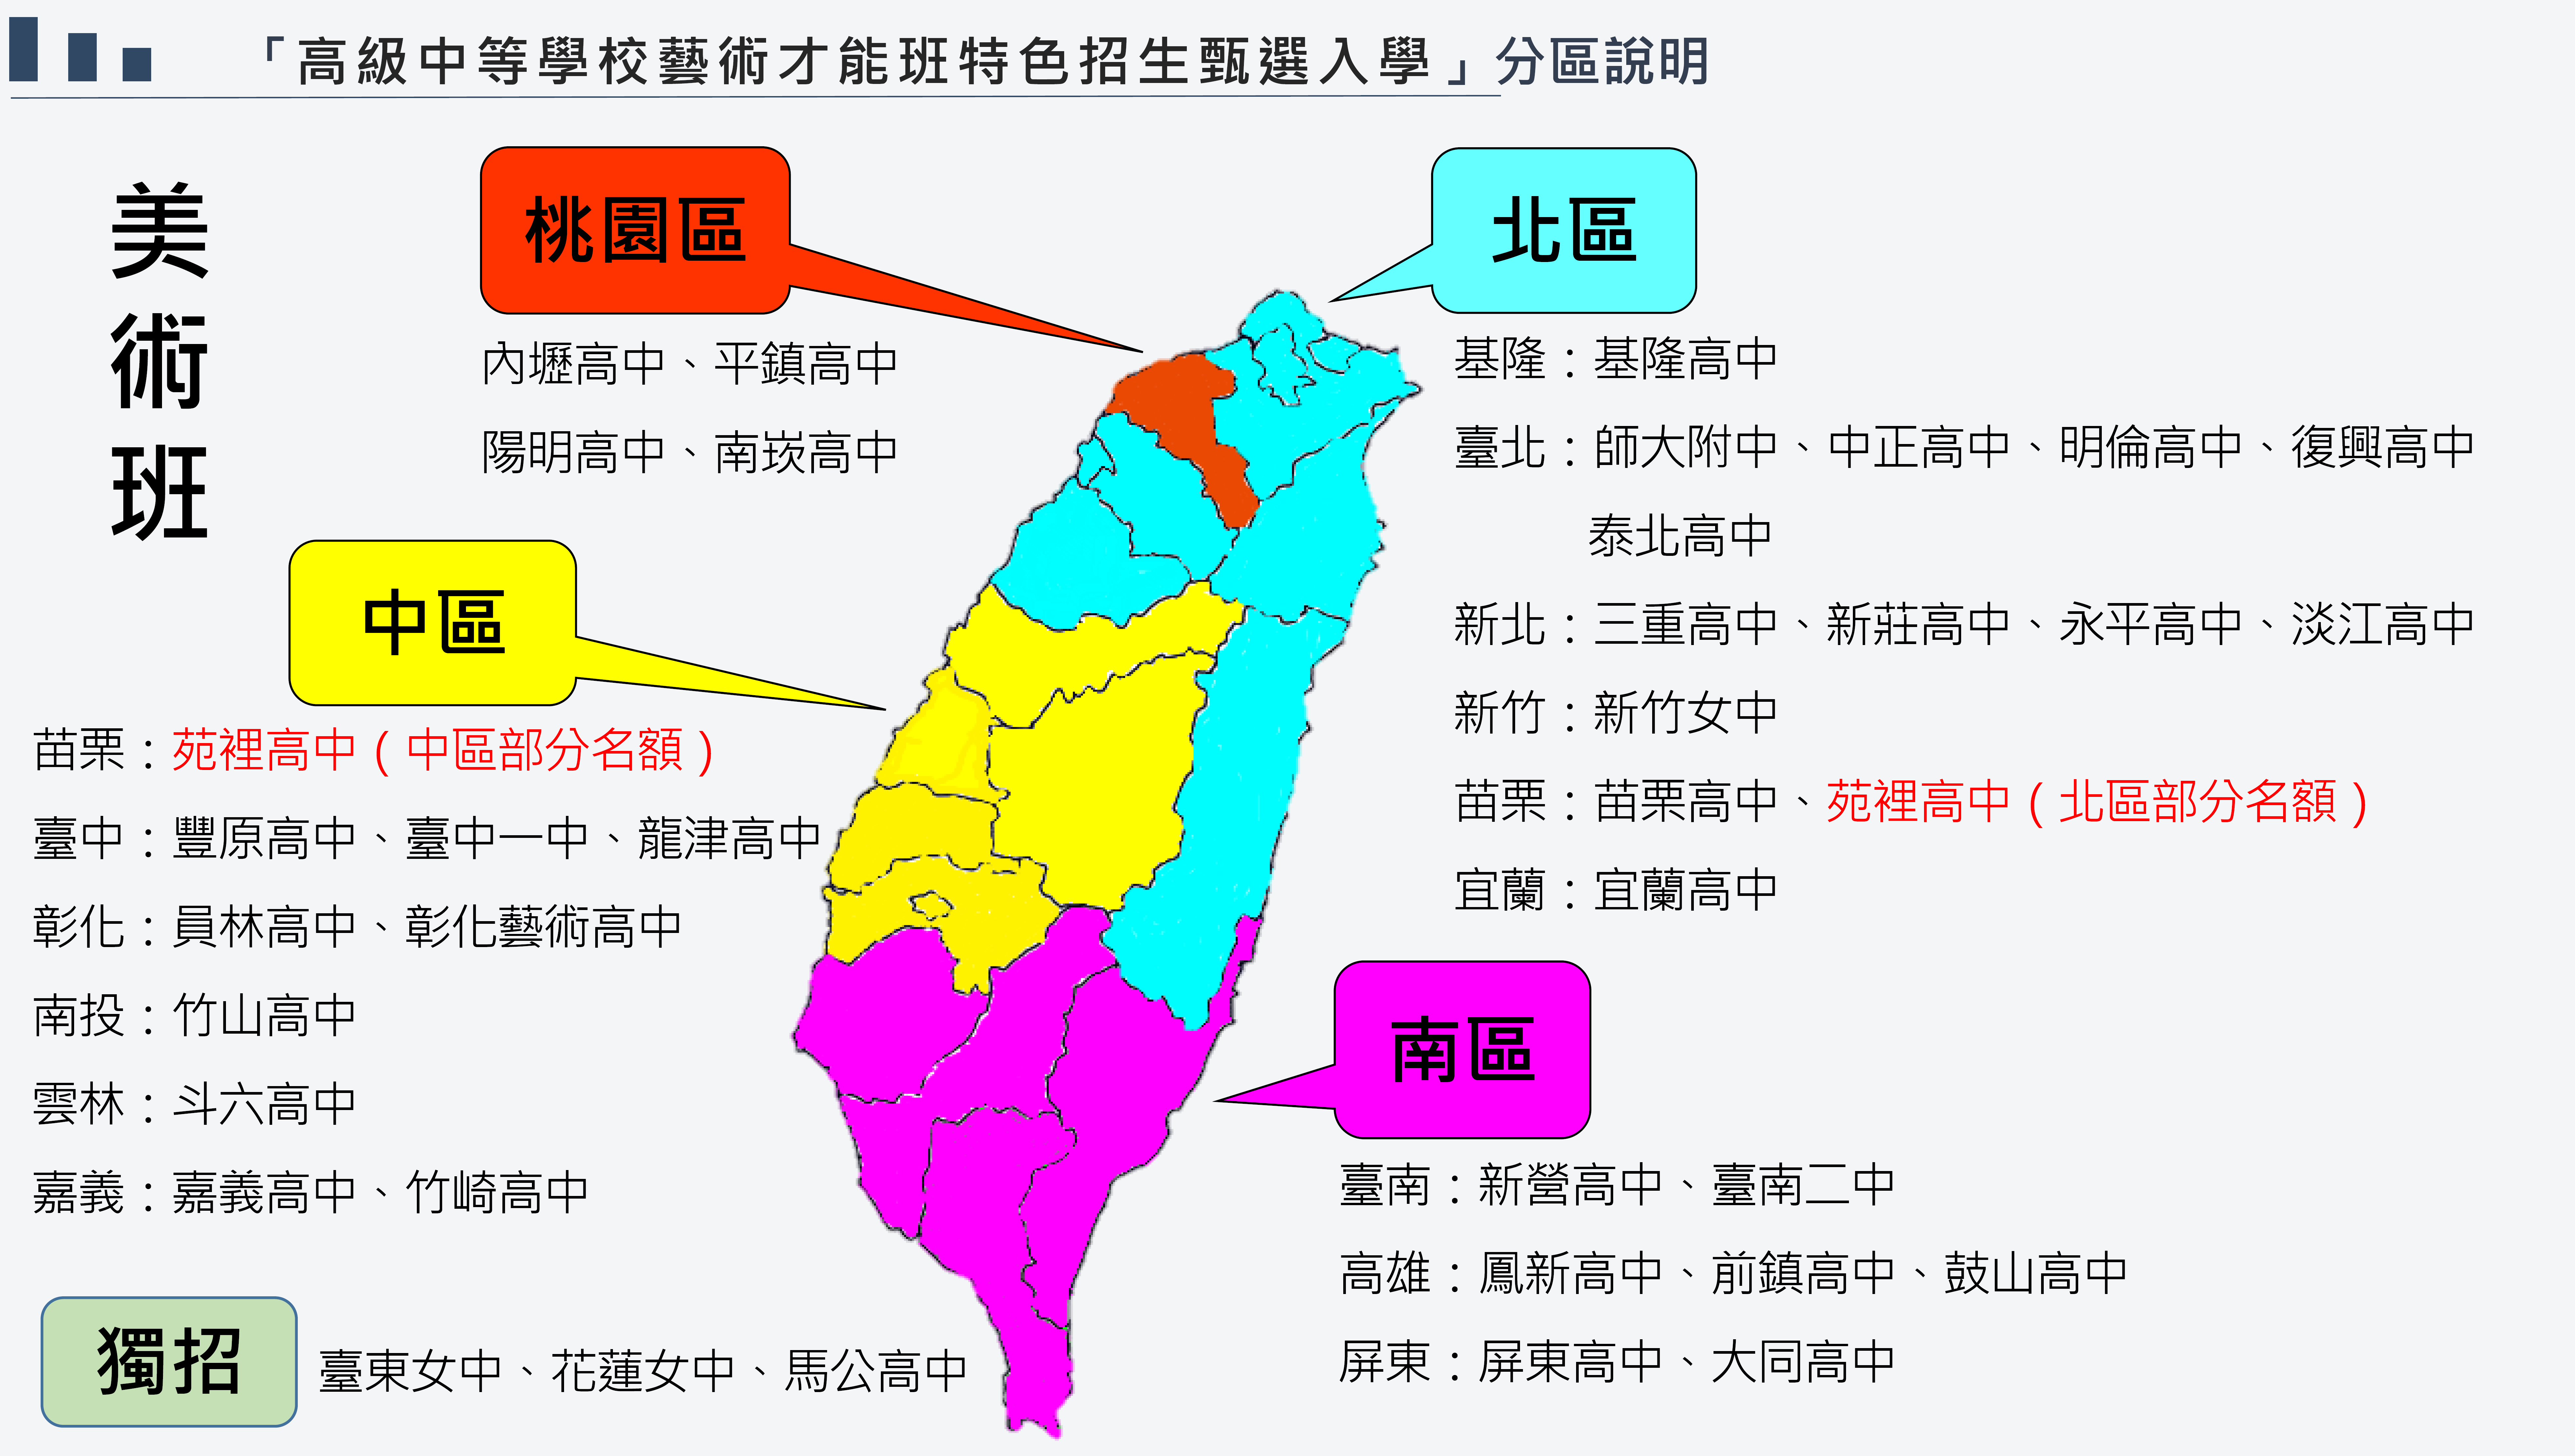 「高級中等學校藝術才能班特色招生甄選入學」分區說明
美術班
桃園區
內壢高中、平鎮高中
陽明高中、南崁高中
北區
基隆：基隆高中
臺北：師大附中、中正高中、明倫高中、復興高中
泰北高中
新北：三重高中、新莊高中、永平高中、淡江高中
新竹：新竹女中
苗栗：苗栗高中、苑裡高中（北區部分名額）
宜蘭：宜蘭高中
中區
苗栗：苑裡高中（中區部分名額）
臺中：豐原高中、臺中一中、龍津高中
彰化：員林高中、彰化藝術高中
南投：竹山高中
雲林：斗六高中
嘉義：嘉義高中、竹崎高中
南區
臺南：新營高中、臺南二中
高雄：鳳新高中、前鎮高中、鼓山高中
屏東：屏東高中、大同高中
獨招
臺東女中、花蓮女中、馬公高中